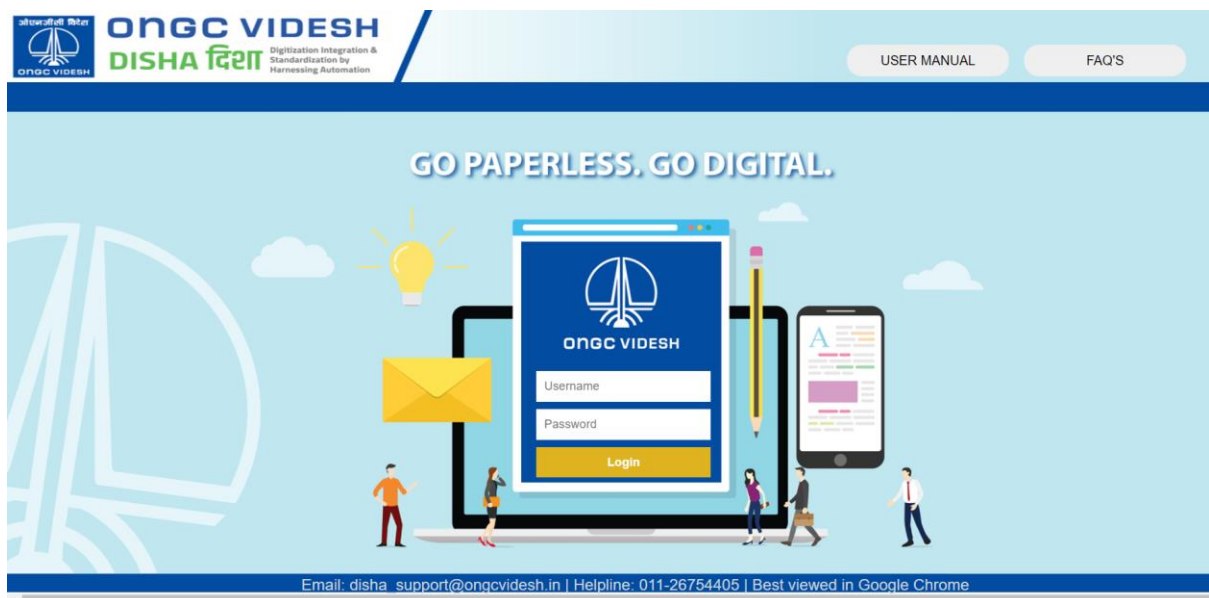 ओएनजीसी विदेश
ONGC VIDESH
ONGC VIDESH
DISHA दिशा
Digitization Integration &
Standardization by
Harnessing Automation
USER MANUAL
FAQ'S
GO PAPERLESS. GO DIGITAL.
ONGC VIDESH
Username
Password
Login
A
Email: disha_support@ongcvidesh.in | Helpline: 011-26754405 | Best viewed in Google Chrome